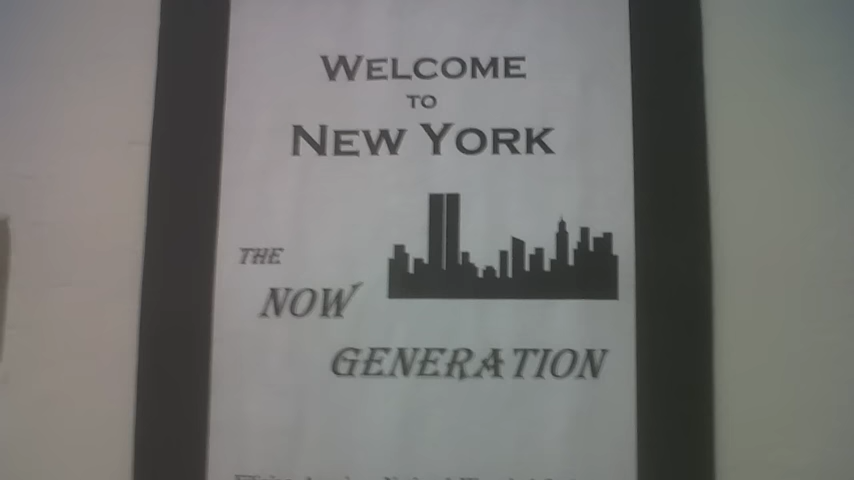 WELCOME
TO
NEW YORK
THE
NOW
GENERATION